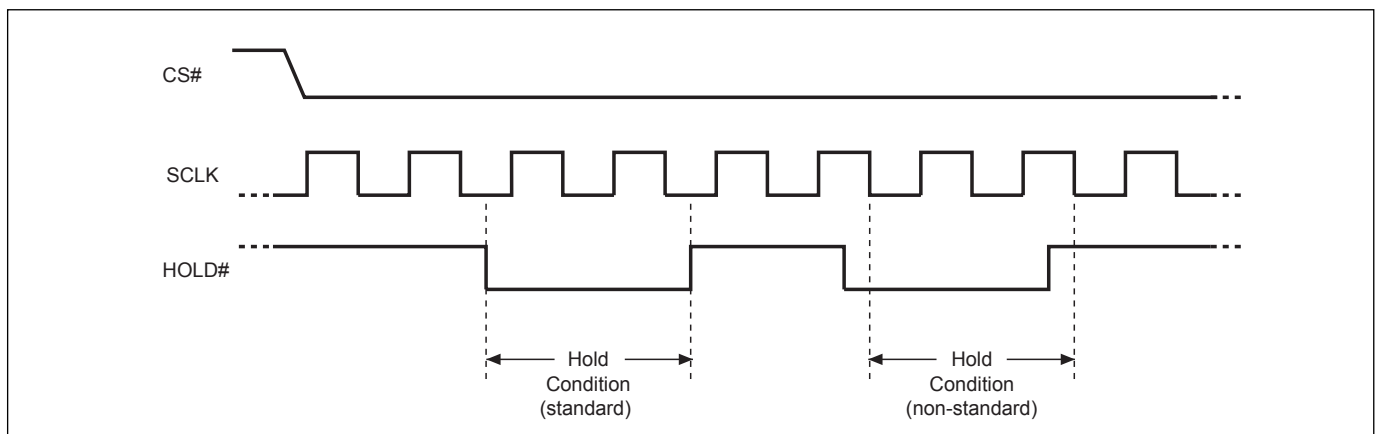 CS#
SCLK
HOLD#
Hold
Condition
(standard)
Hold
Condition
(non-standard)